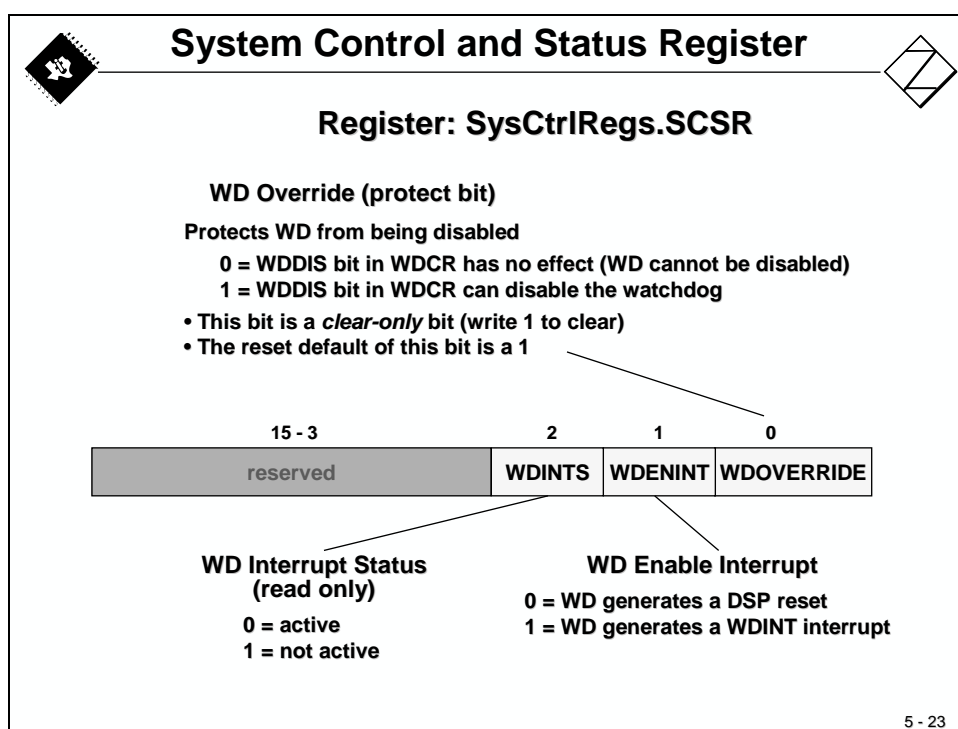 System Control and Status Register
Register: SysCtrlRegs.SCSR
WD Override (protect bit)
Protects WD from being disabled
0 = WDDIS bit in WDCR has no effect (WD cannot be disabled)
1 = WDDIS bit in WDCR can disable the watchdog
• This bit is a clear-only bit (write 1 to clear)
• The reset default of this bit is a 1
15 - 3 2 1 0
reserved WDINTS WDENINT WDOVERRIDE
WD Interrupt Status
(read only)
0 = active
1 = not active
WD Enable Interrupt
0 = WD generates a DSP reset
1 = WD generates a WDINT interrupt
5 - 23